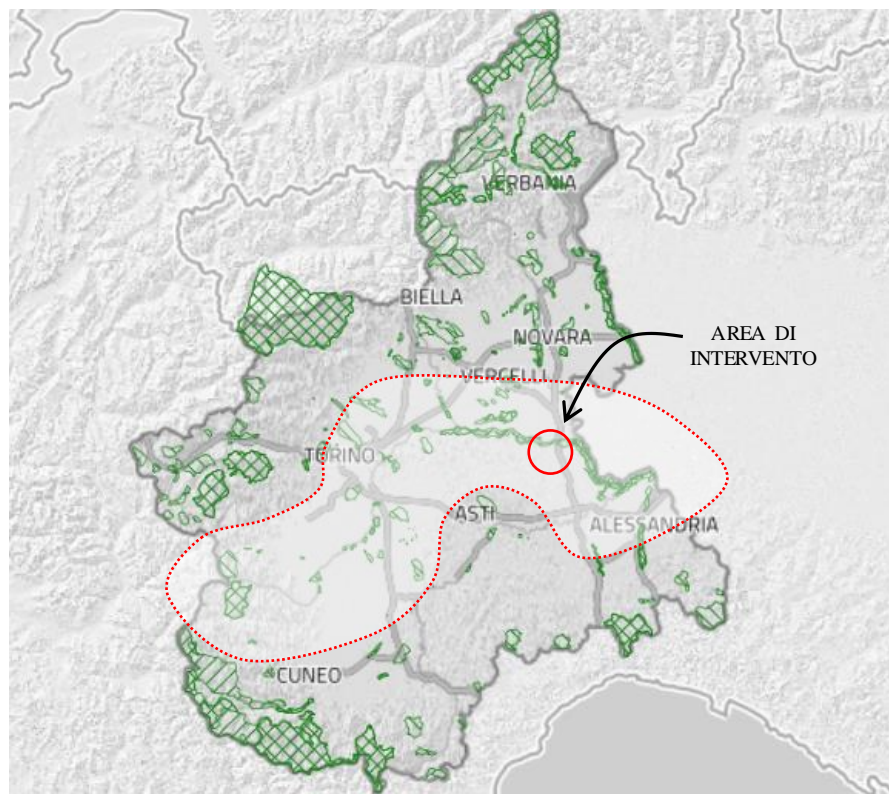 VERBANIA
BIELLA
NOVARA
AREA DI
INTERVENTO
VERCELLI
TORINO
ASTI
ALESSANDRIA
CUNEO